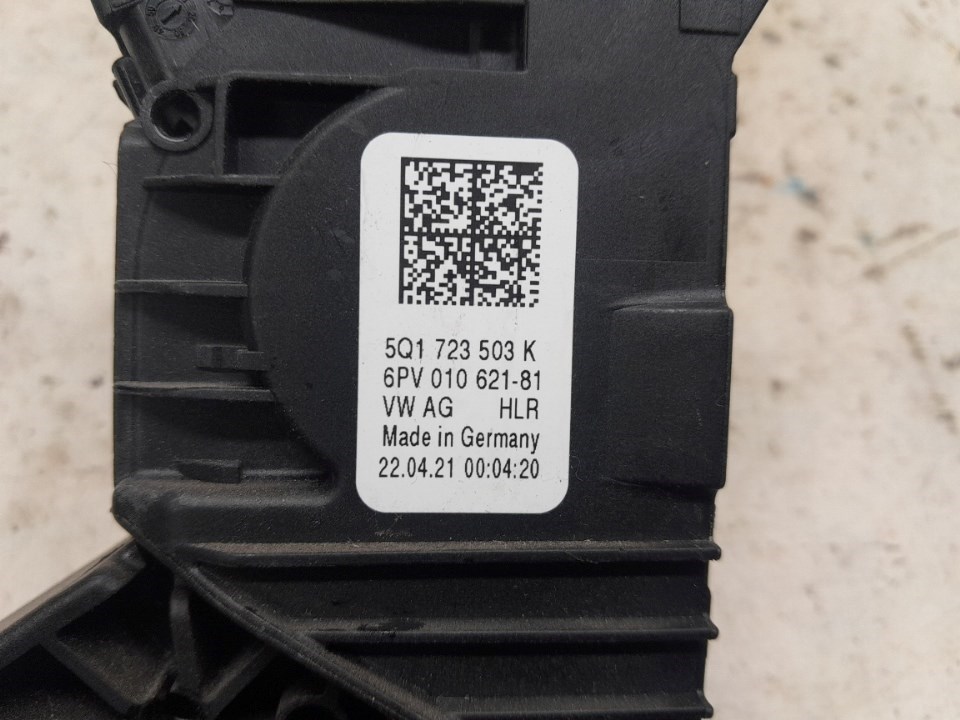 5Q1 723 503 K
6PV 010 621-81
VW AG HLR
Made in Germany
22.04.21 00:04:20